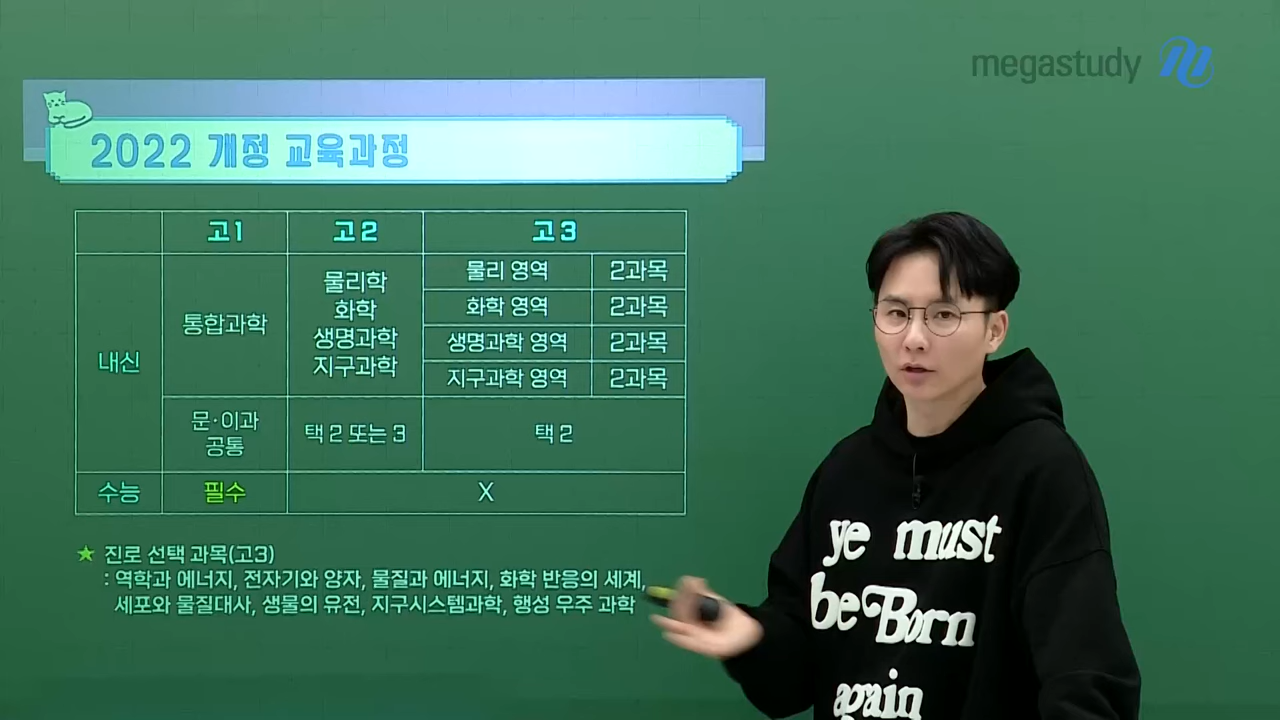 megastudy
2022 개정 교육과정
고1 고2 고3
내신
통합과학
물리학
화학
생명과학
지구과학
물리 영역 2과목
화학 영역 2과목
생명과학 영역 2과목
지구과학 영역 2과목
문·이과
공통
택 2 또는 3
택 2
수능 필수 X
★ 진로 선택 과목(고3)
: 역학과 에너지, 전자기와 양자, 물질과 에너지, 화학 반응의 세계,
세포와 물질대사, 생물의 유전, 지구시스템과학, 행성 우주 과학
ye must
be Born
again